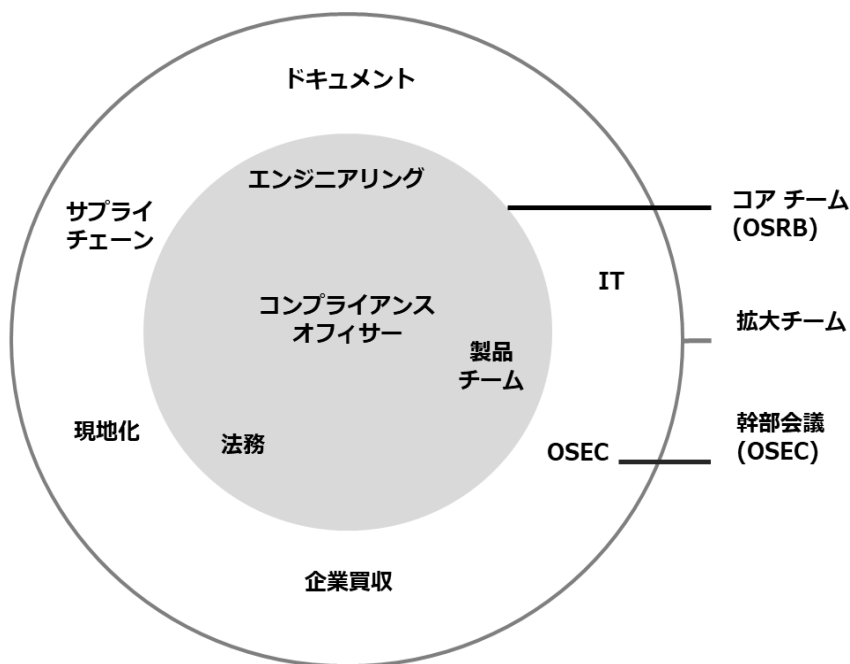 ドキュメント
エンジニアリング
サプライ
チェーン
コア チーム
(OSRB)
IT
コンプライアンス
オフィサー
拡大チーム
製品
チーム
現地化
法務
OSEC
幹部会議
(OSEC)
企業買収